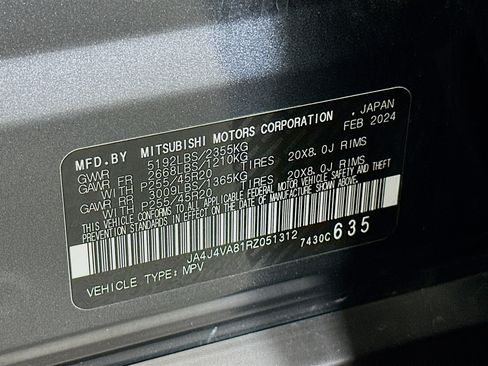 MFD.BY MITSUBISHI MOTORS CORPORATION , JAPAN
GVWR 5192LBS/2355KG FEB 2024
GAWR FR 2668LBS/1210KG
WITH P255/45R20 TIRES 20X8.0J RIMS
GAWR RR 3009LBS/1365KG
WITH P255/45R20 TIRES 20X8.0J RIMS
THIS VEHICLE CONFORMS TO ALL APPLICABLE FEDERAL MOTOR VEHICLE SAFETY AND THEFT
PREVENTION STANDARDS IN EFFECT ON THE DATE OF MANUFACTURE SHOWN ABOVE.
JA4J4VA81RZ051312 7430C 635
VEHICLE TYPE: MPV